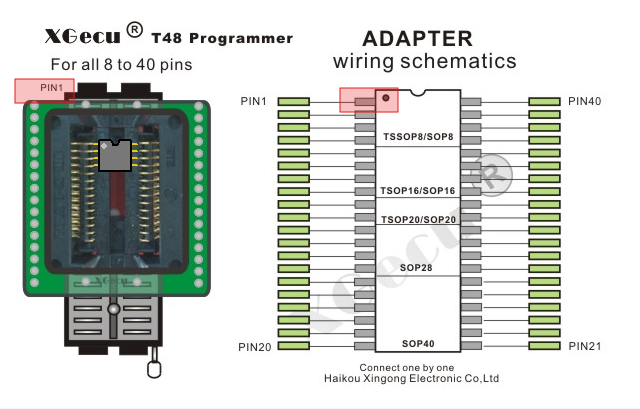 XGecu ® T48 Programmer
For all 8 to 40 pins
PIN1
ADAPTER
wiring schematics
PIN1
PIN40
TSSOP8/SOP8
TSOP16/SOP16
TSOP20/SOP20
SOP28
SOP40
PIN20
PIN21
XGecu ®
Connect one by one
Haikou Xingong Electronic Co,Ltd